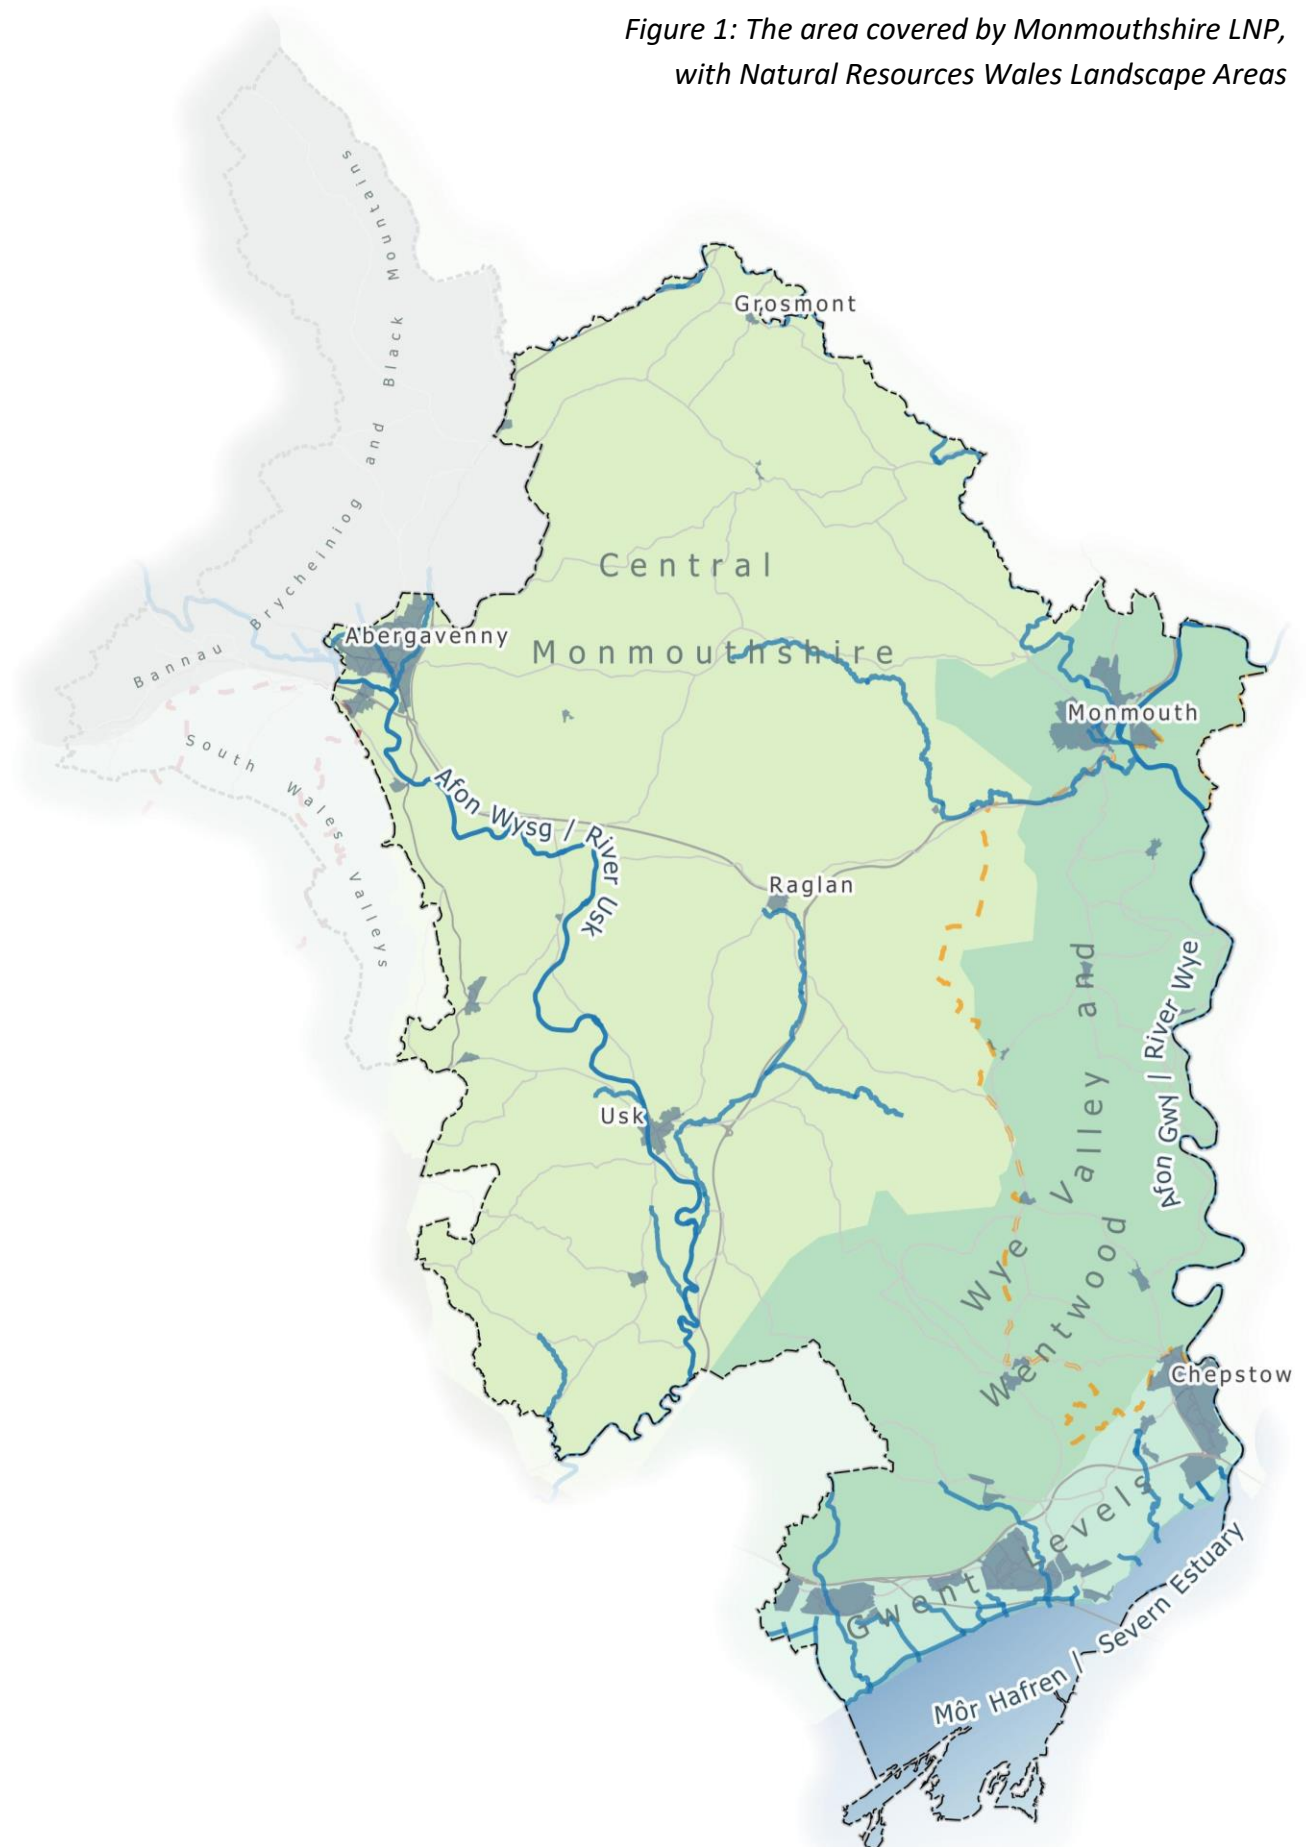 Figure 1: The area covered by Monmouthshire LNP,
with Natural Resources Wales Landscape Areas
Bannau Brycheiniog and Black Mountains
Grosmont
Central
Monmouthshire
Abergavenny
Monmouth
South Wales Valleys
Afon Wysg / River Usk
Raglan
Afon Gwy | River Wye
Usk
Wye Valley and
Wentwood
Chepstow
Gwent Levels
Môr Hafren / Severn Estuary